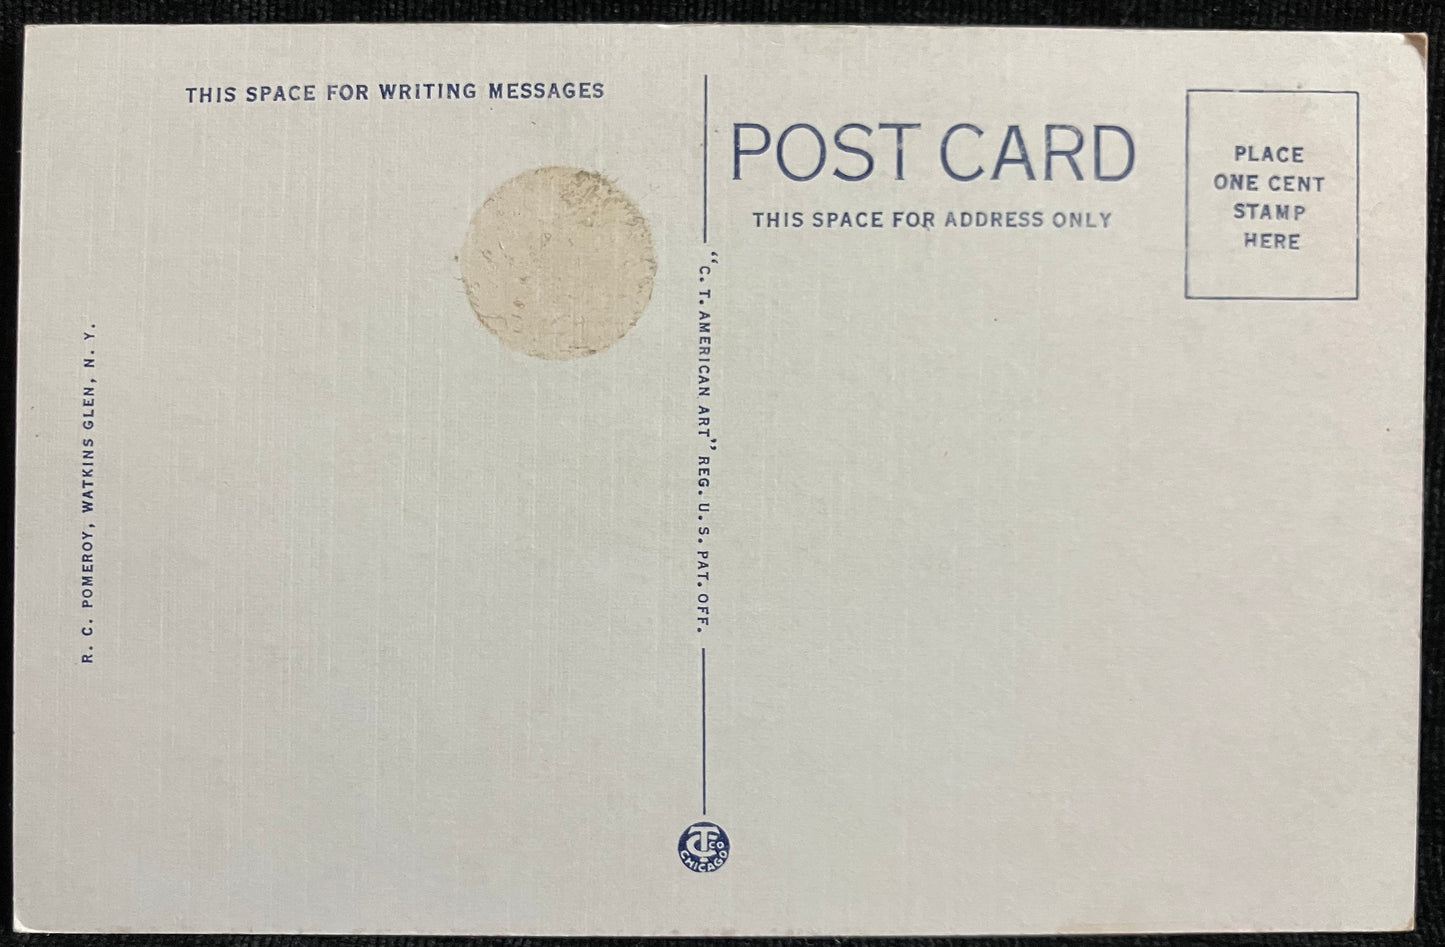 THIS SPACE FOR WRITING MESSAGES
POST CARD
THIS SPACE FOR ADDRESS ONLY
PLACE
ONE CENT
STAMP
HERE
R. C. POMEROY, WATKINS GLEN, N. Y.
"C. T. AMERICAN ART" REG. U. S. PAT. OFF.
CT CO
CHICAGO